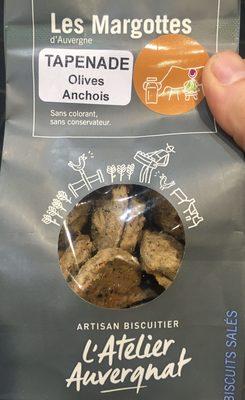 Les Margottes
d'Auvergne
TAPENADE
Olives
Anchois
Sans colorant,
sans conservateur.
ARTISAN BISCUITIER
L'Atelier
Auvergnat
BISCUITS SALÉS